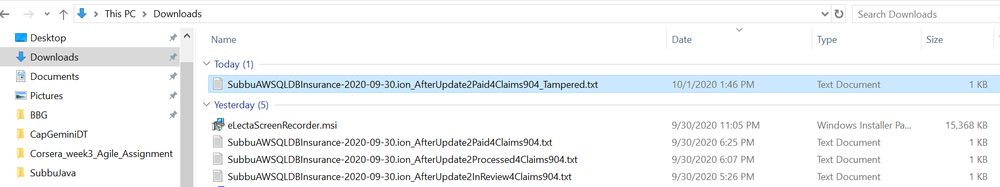 This PC Downloads Search Downloads
Desktop
Downloads
Documents
Pictures
BBG
CapGeminiDT
Corsera_week3_Agile_Assignment
SubbuJava
Name Date Type Size
Today (1)
SubbuAWSQLDBInsurance-2020-09-30.ion_AfterUpdate2Paid4Claims904_Tampered.txt 10/1/2020 1:46 PM Text Document 1 KB
Yesterday (5)
eLectaScreenRecorder.msi 9/30/2020 11:05 PM Windows Installer Pa... 15,368 KB
SubbuAWSQLDBInsurance-2020-09-30.ion_AfterUpdate2Paid4Claims904.txt 9/30/2020 6:25 PM Text Document 1 KB
SubbuAWSQLDBInsurance-2020-09-30.ion_AfterUpdate2Processed4Claims904.txt 9/30/2020 6:07 PM Text Document 1 KB
SubbuAWSQLDBInsurance-2020-09-30.ion_AfterUpdate2InReview4Claims904.txt 9/30/2020 5:26 PM Text Document 1 KB